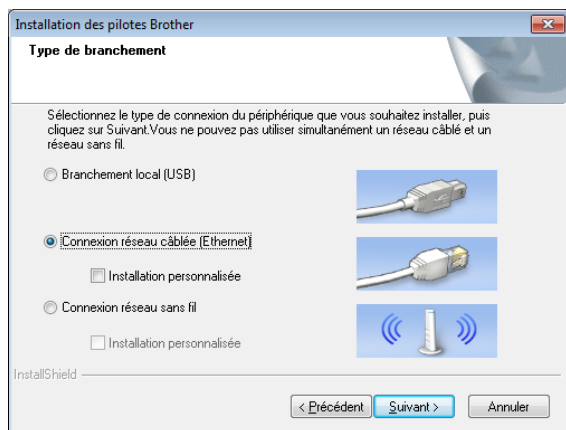 Installation des pilotes Brother
Type de branchement
Sélectionnez le type de connexion du périphérique que vous souhaitez installer, puis
cliquez sur Suivant.Vous ne pouvez pas utiliser simultanément un réseau câblé et un
réseau sans fil.
Branchement local (USB)
Connexion réseau câblée (Ethernet)
Installation personnalisée
Connexion réseau sans fil
Installation personnalisée
InstallShield
< Précédent Suivant > Annuler